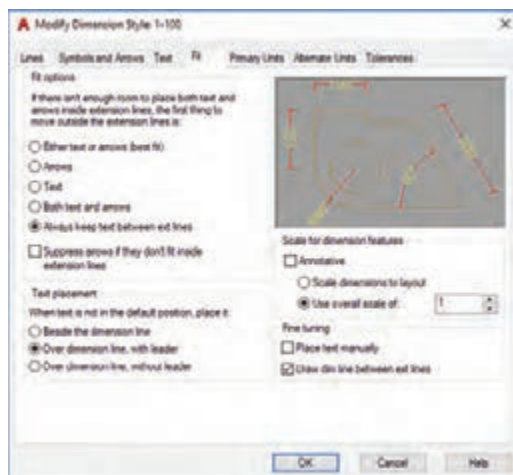 Modify Dimension Style: 1-100
Lines Symbols and Arrows Text Fit Primary Units Alternate Units Tolerances
Fit options
If there isn't enough room to place both text and
arrows inside extension lines, the first thing to
move outside the extension lines is:
Either text or arrows (best fit)
Arrows
Text
Both text and arrows
Always keep text between ext lines
Suppress arrows if they don't fit inside
extension lines
Text placement
When text is not in the default position, place it:
Beside the dimension line
Over dimension line, with leader
Over dimension line, without leader
Scale for dimension features
Annotative
Scale dimensions to layout
Use overall scale of: 1
Fine tuning
Place text manually
Draw dim line between ext lines
OK Cancel Help